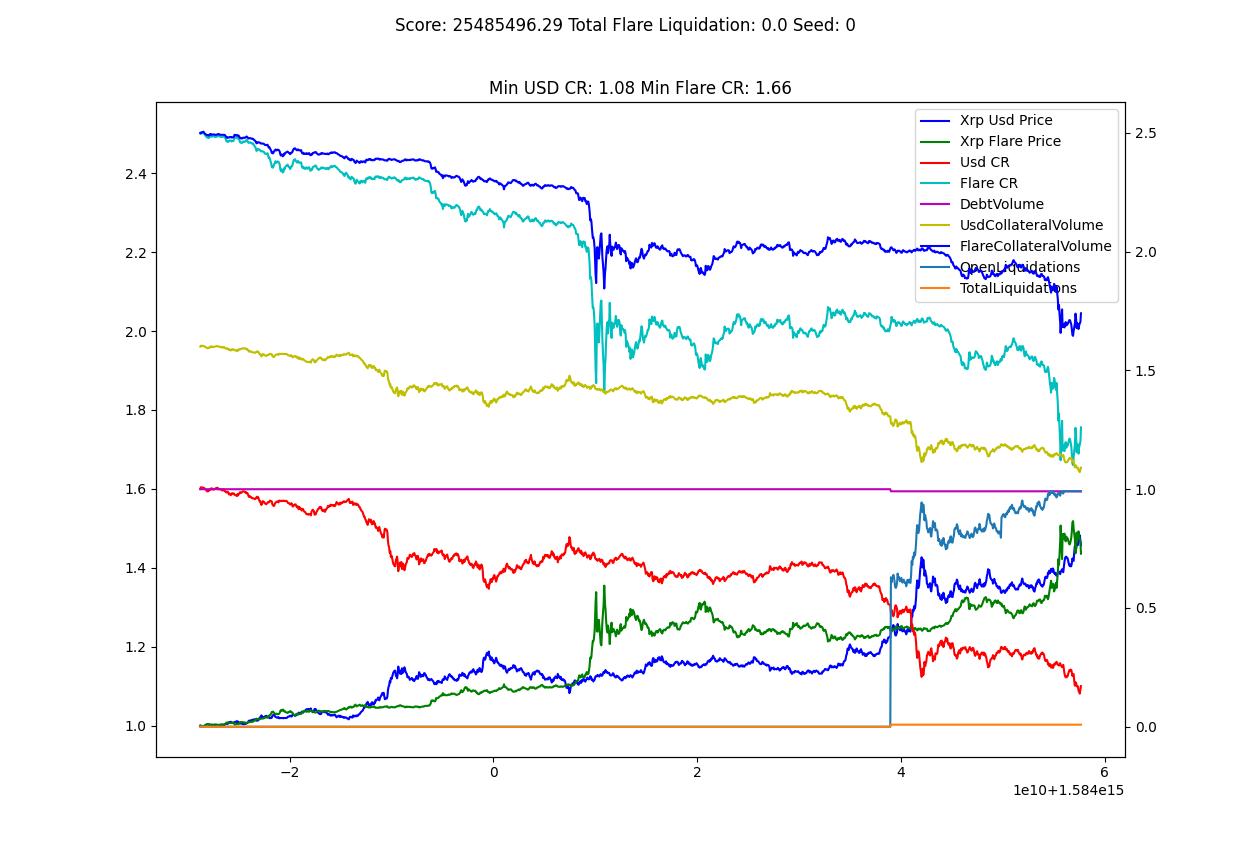 Score: 25485496.29 Total Flare Liquidation: 0.0 Seed: 0
Min USD CR: 1.08 Min Flare CR: 1.66
Xrp Usd Price
Xrp Flare Price
Usd CR
Flare CR
DebtVolume
UsdCollateralVolume
FlareCollateralVolume
OpenLiquidations
TotalLiquidations
2.4
2.2
2.0
1.8
1.6
1.4
1.2
1.0
2.5
2.0
1.5
1.0
0.5
0.0
−2
0
2
4
6
1e10+1.584e15